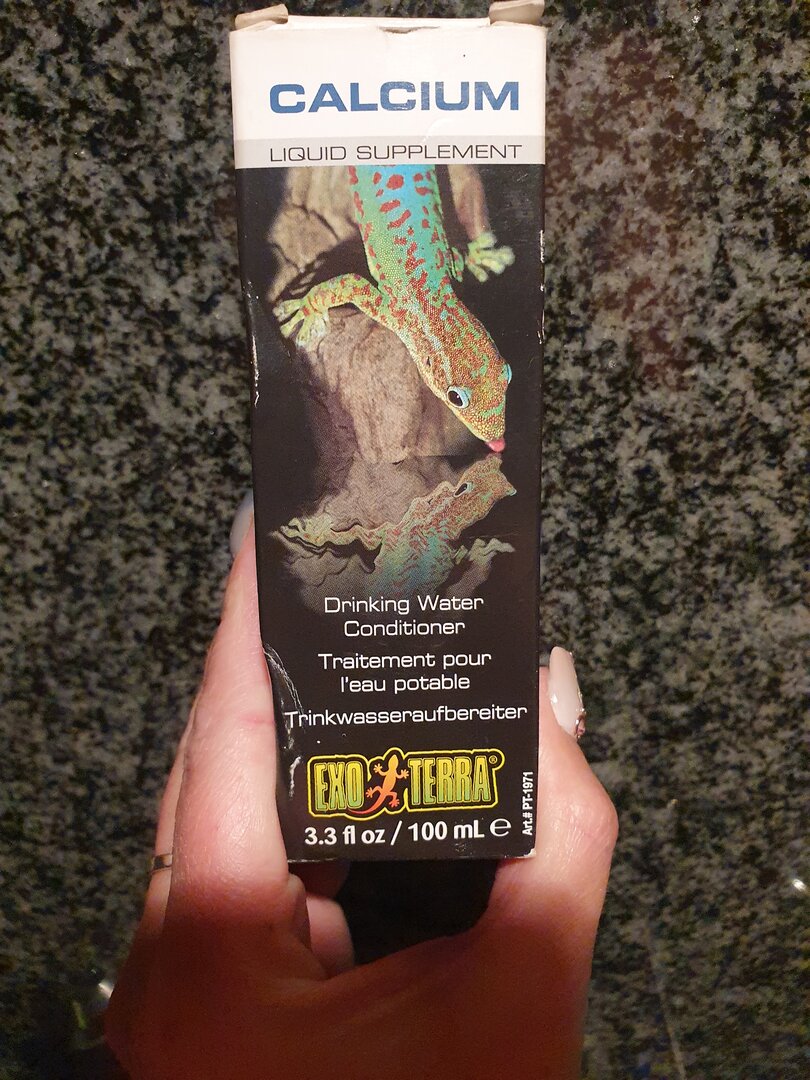 CALCIUM
LIQUID SUPPLEMENT
Drinking Water
Conditioner
Traitement pour
l'eau potable
Trinkwasseraufbereiter
EXO TERRA®
3.3 fl oz / 100 mL ℮
Art.# PT-1971